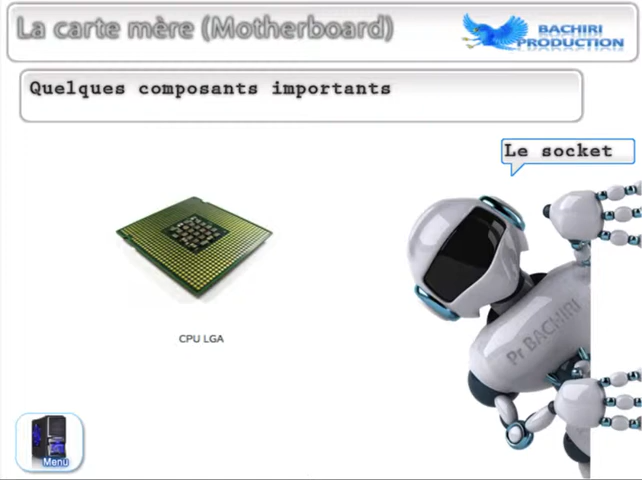 La carte mère (Motherboard)
BACHIRI
PRODUCTION
Quelques composants importants
Le socket
CPU LGA
Pr BACHIRI
Menu